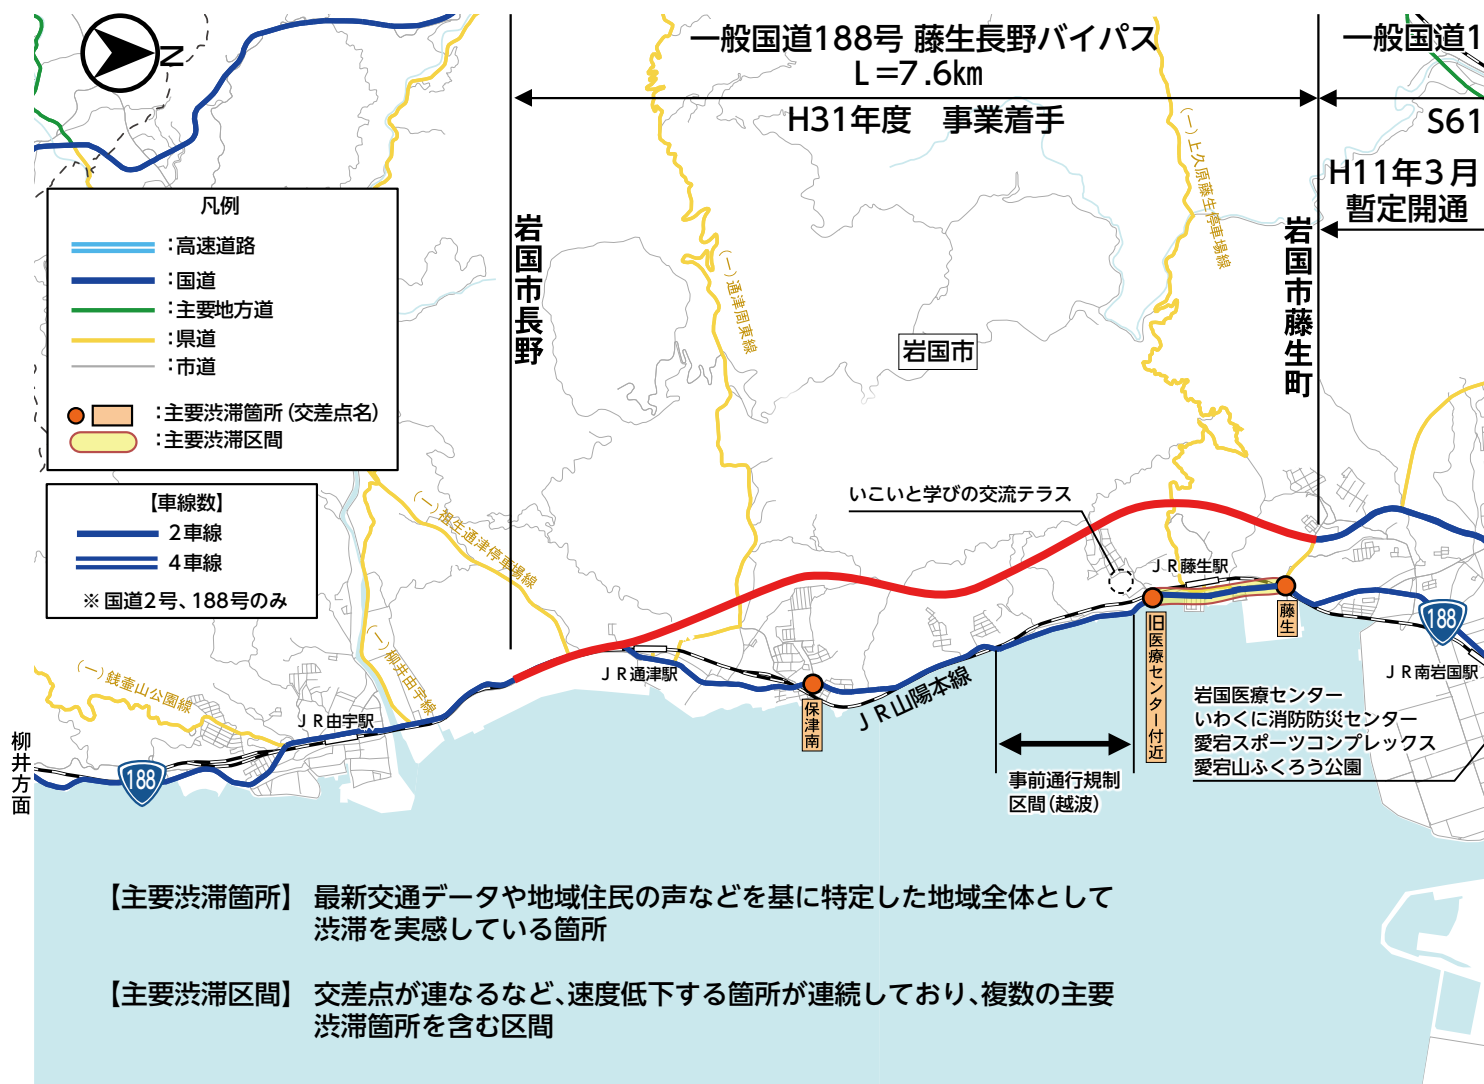 N
一般国道188号 藤生長野バイパス
L=7.6km
H31年度 事業着手
一般国道1
S61
H11年3月
暫定開通
凡例
:高速道路
:国道
:主要地方道
:県道
:市道
:主要渋滞箇所(交差点名)
:主要渋滞区間
【車線数】
2車線
4車線
※国道2号、188号のみ
岩国市長野
岩国市藤生町
岩国市
(一)通津周東線
(一)上久原藤生停車場線
(一)祖生通津停車場線
(一)柳井由宇線
(一)銭壷山公園線
いこいと学びの交流テラス
JR藤生駅
JR通津駅
JR由宇駅
JR南岩国駅
JR山陽本線
保津南
旧医療センター付近
藤生
188
188
柳井方面
事前通行規制
区間(越波)
岩国医療センター
いわくに消防防災センター
愛宕スポーツコンプレックス
愛宕山ふくろう公園
【主要渋滞箇所】 最新交通データや地域住民の声などを基に特定した地域全体として
渋滞を実感している箇所
【主要渋滞区間】 交差点が連なるなど、速度低下する箇所が連続しており、複数の主要
渋滞箇所を含む区間